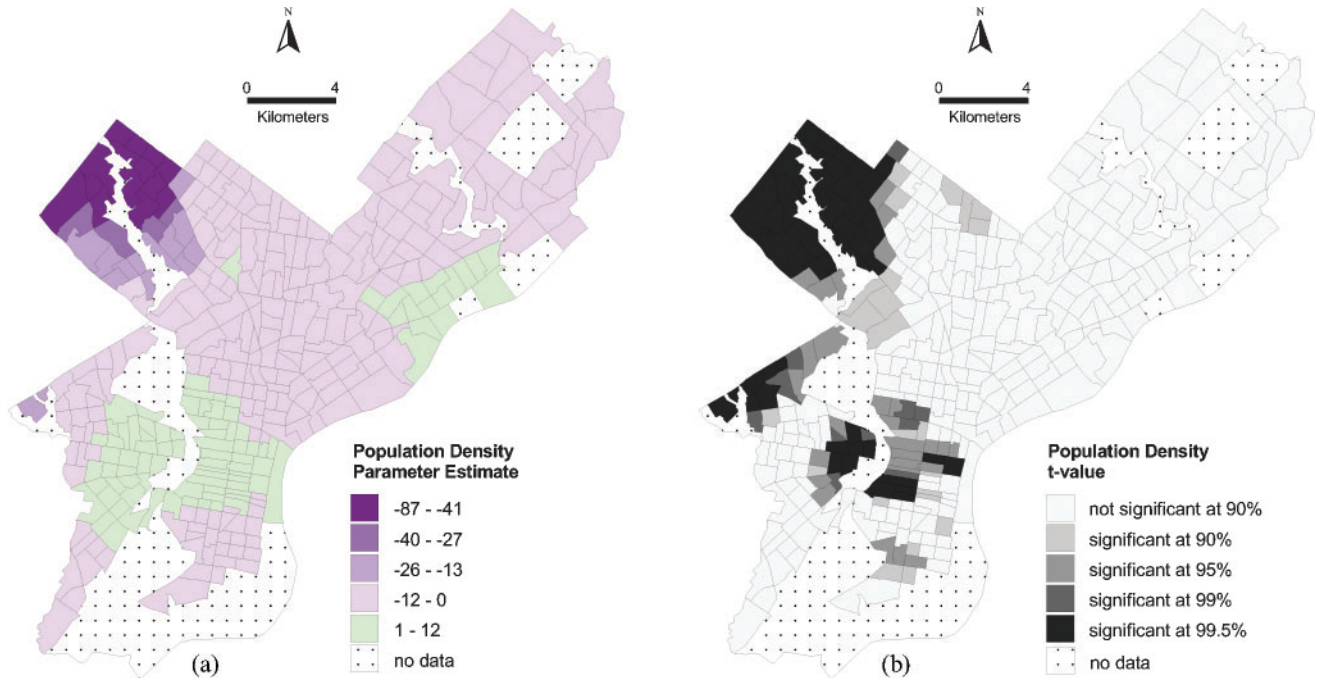 N
0 4
Kilometers
Population Density
Parameter Estimate
-87 - -41
-40 - -27
-26 - -13
-12 - 0
1 - 12
no data
(a)
N
0 4
Kilometers
Population Density
t-value
not significant at 90%
significant at 90%
significant at 95%
significant at 99%
significant at 99.5%
no data
(b)